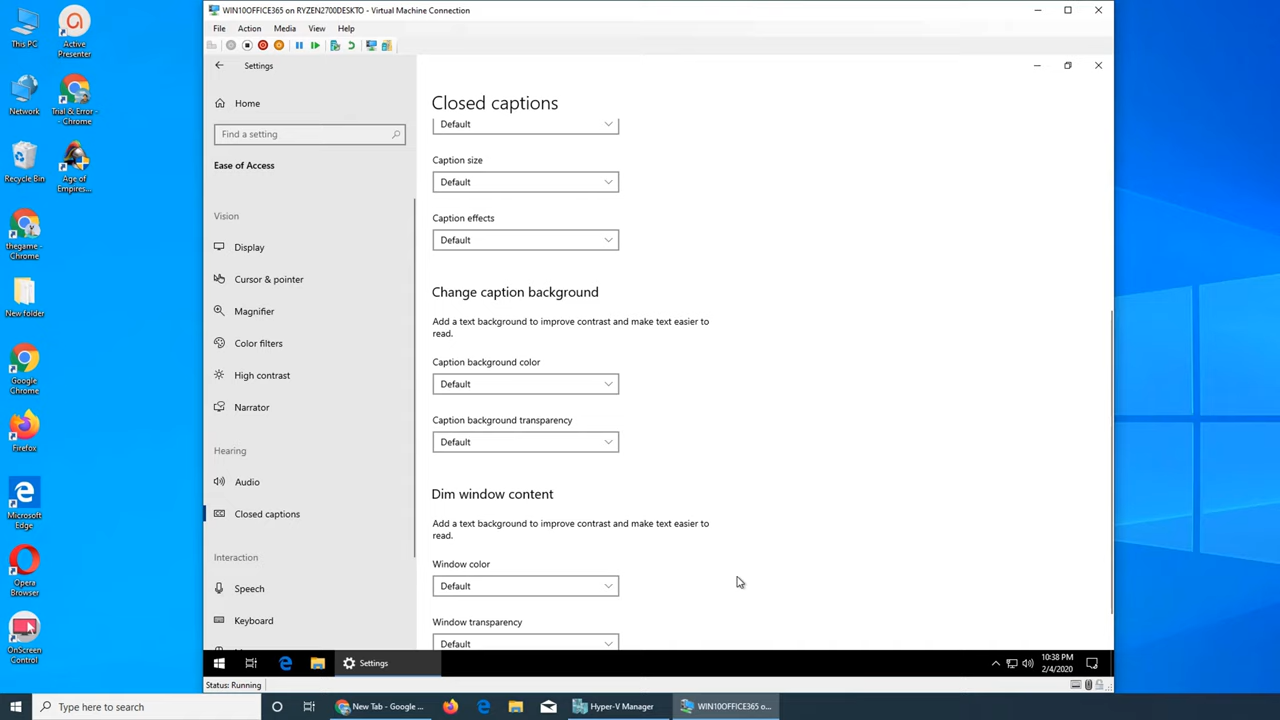 WIN10OFFICE365 on RYZEN2700DESKTO - Virtual Machine Connection
File Action Media View Help
Settings
Home
Find a setting
Ease of Access
Vision
Display
Cursor & pointer
Magnifier
Color filters
High contrast
Narrator
Hearing
Audio
Closed captions
Interaction
Speech
Keyboard
Closed captions
Default
Caption size
Default
Caption effects
Default
Change caption background
Add a text background to improve contrast and make text easier to
read.
Caption background color
Default
Caption background transparency
Default
Dim window content
Add a text background to improve contrast and make text easier to
read.
Window color
Default
Window transparency
Default
Settings
10:38 PM
2/4/2020
Status: Running
This PC
Active
Presenter
Network
Trial & Error -
- Chrome
Recycle Bin
Age of
Empires...
thegame -
Chrome
New folder
Google
Chrome
Firefox
Microsoft
Edge
Opera
Browser
OnScreen
Control
Type here to search
New Tab - Google ...
Hyper-V Manager
WIN10OFFICE365 o...